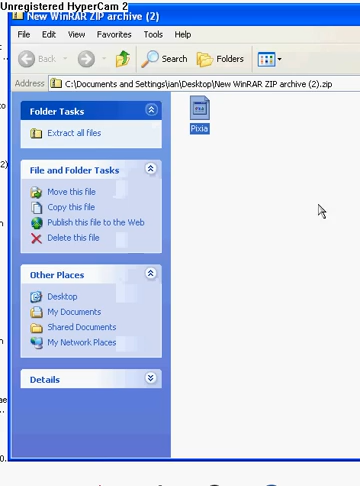 Unregistered HyperCam 2
New WinRAR ZIP archive (2)
File Edit View Favorites Tools Help
Back Search Folders
Address C:\Documents and Settings\ian\Desktop\New WinRAR ZIP archive (2).zip
Folder Tasks
Extract all files
Pixia
File and Folder Tasks
Move this file
Copy this file
Publish this file to the Web
Delete this file
Other Places
Desktop
My Documents
Shared Documents
My Network Places
Details